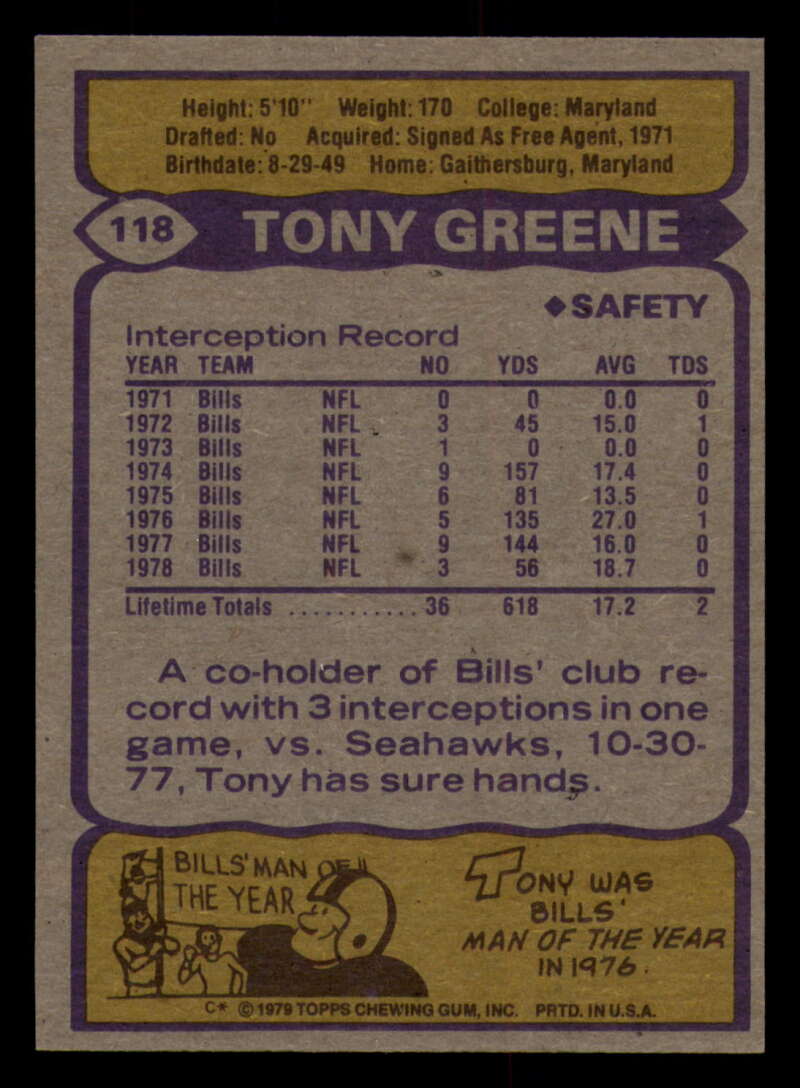 Height: 5'10" Weight: 170 College: Maryland
Drafted: No Acquired: Signed As Free Agent, 1971
Birthdate: 8-29-49 Home: Gaithersburg, Maryland
118 TONY GREENE
◆SAFETY
Interception Record
YEAR TEAM NO YDS AVG TDS
1971 Bills NFL 0 0 0.0 0
1972 Bills NFL 3 45 15.0 1
1973 Bills NFL 1 0 0.0 0
1974 Bills NFL 9 157 17.4 0
1975 Bills NFL 6 81 13.5 0
1976 Bills NFL 5 135 27.0 1
1977 Bills NFL 9 144 16.0 0
1978 Bills NFL 3 56 18.7 0
Lifetime Totals ........... 36 618 17.2 2
A co-holder of Bills' club re-
cord with 3 interceptions in one
game, vs. Seahawks, 10-30-
77, Tony has sure hands.
BILLS' MAN OF
THE YEAR
TONY WAS
BILLS'
MAN OF THE YEAR
IN 1976.
C* © 1979 TOPPS CHEWING GUM, INC. PRTD. IN U.S.A.